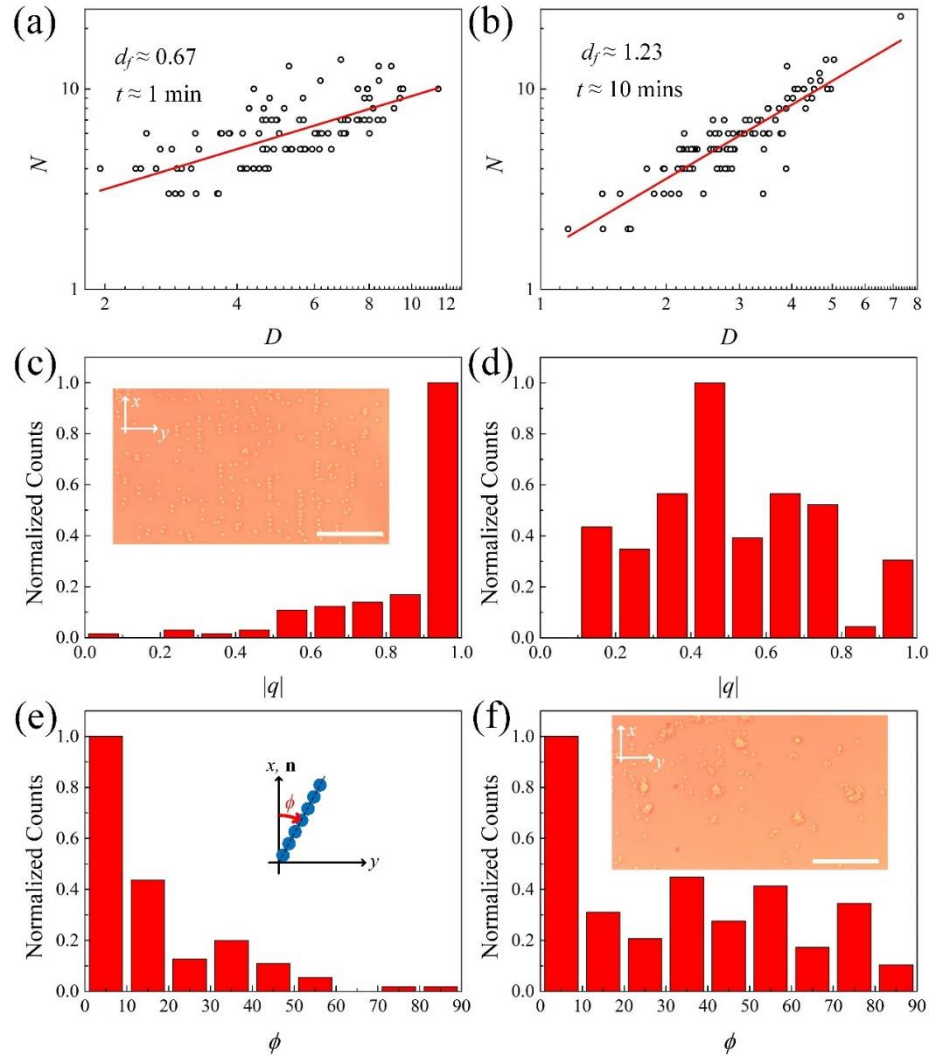 (a)
d_f ≈ 0.67
t ≈ 1 min
N
10
1
2
4
6
8
10
12
D
(b)
d_f ≈ 1.23
t ≈ 10 mins
N
10
1
1
2
3
4
5
6
7
8
D
(c)
Normalized Counts
1.0
0.8
0.6
0.4
0.2
0.0
x
y
0.0
0.2
0.4
0.6
0.8
1.0
|q|
(d)
Normalized Counts
1.0
0.8
0.6
0.4
0.2
0.0
0.0
0.2
0.4
0.6
0.8
1.0
|q|
(e)
Normalized Counts
1.0
0.8
0.6
0.4
0.2
0.0
x, n
ϕ
y
0
10
20
30
40
50
60
70
80
90
ϕ
(f)
Normalized Counts
1.0
0.8
0.6
0.4
0.2
0.0
x
y
0
10
20
30
40
50
60
70
80
90
ϕ